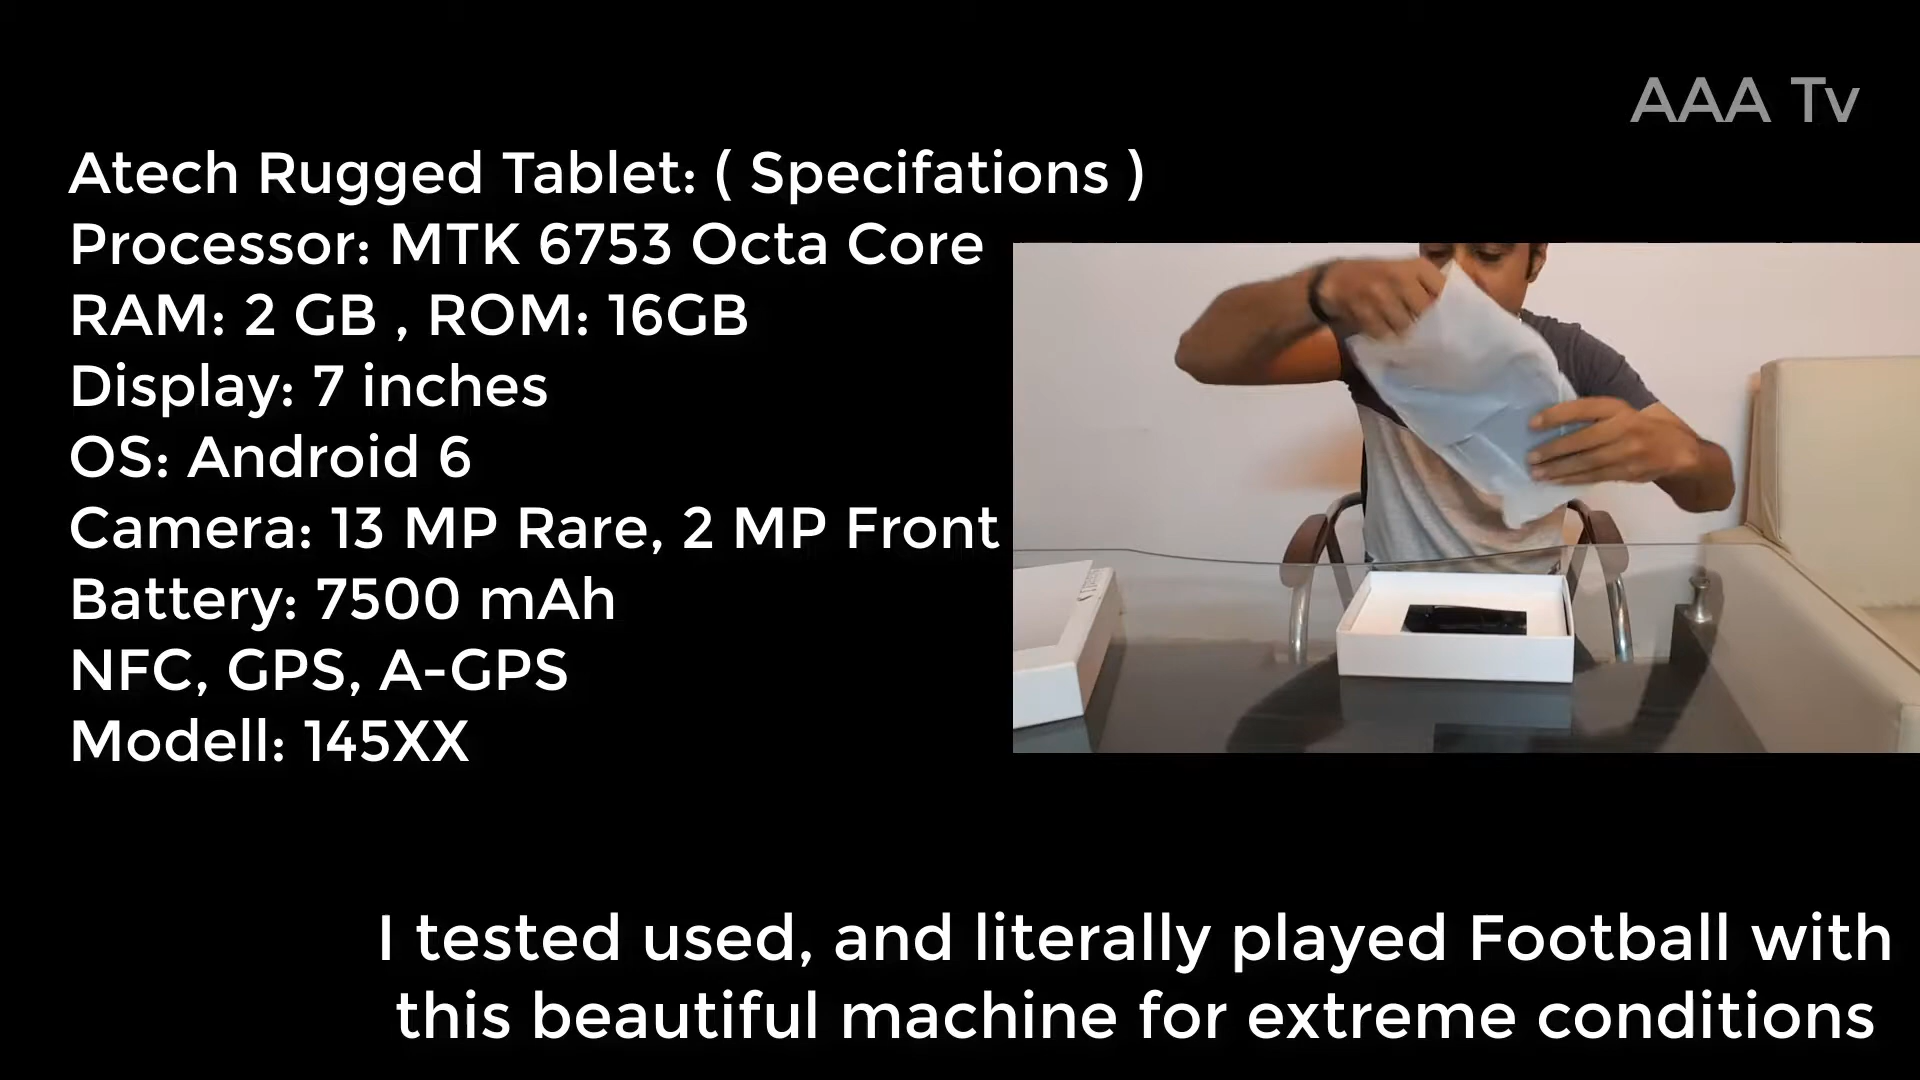 AAA Tv
Atech Rugged Tablet: ( Specifations )
Processor: MTK 6753 Octa Core
RAM: 2 GB , ROM: 16GB
Display: 7 inches
OS: Android 6
Camera: 13 MP Rare, 2 MP Front
Battery: 7500 mAh
NFC, GPS, A-GPS
Modell: 145XX
I tested used, and literally played Football with
this beautiful machine for extreme conditions